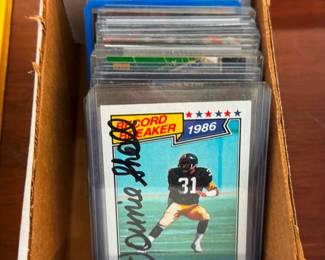 RECORD
BREAKER
1986
31
Donnie Shell